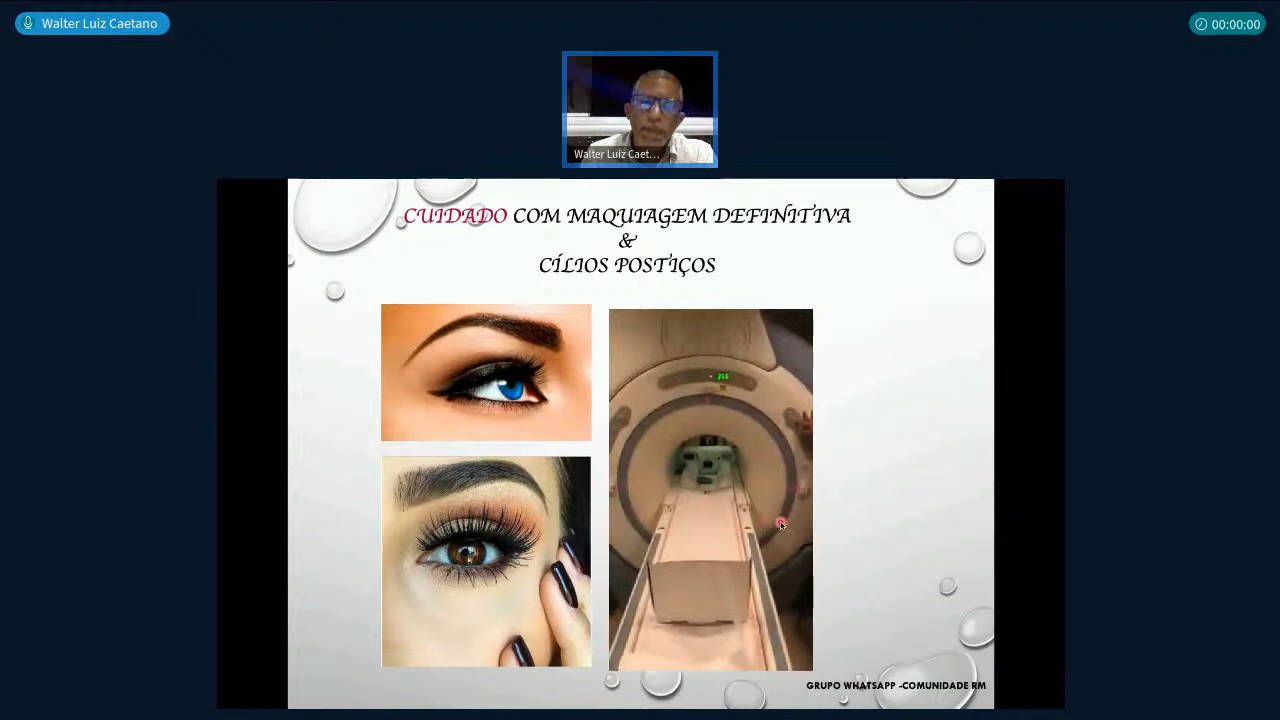 Walter Luiz Caetano
00:00:00
Walter Luiz Caet...
CUIDADO COM MAQUIAGEM DEFINITIVA
&
CÍLIOS POSTIÇOS
GRUPO WHATSAPP -COMUNIDADE RM